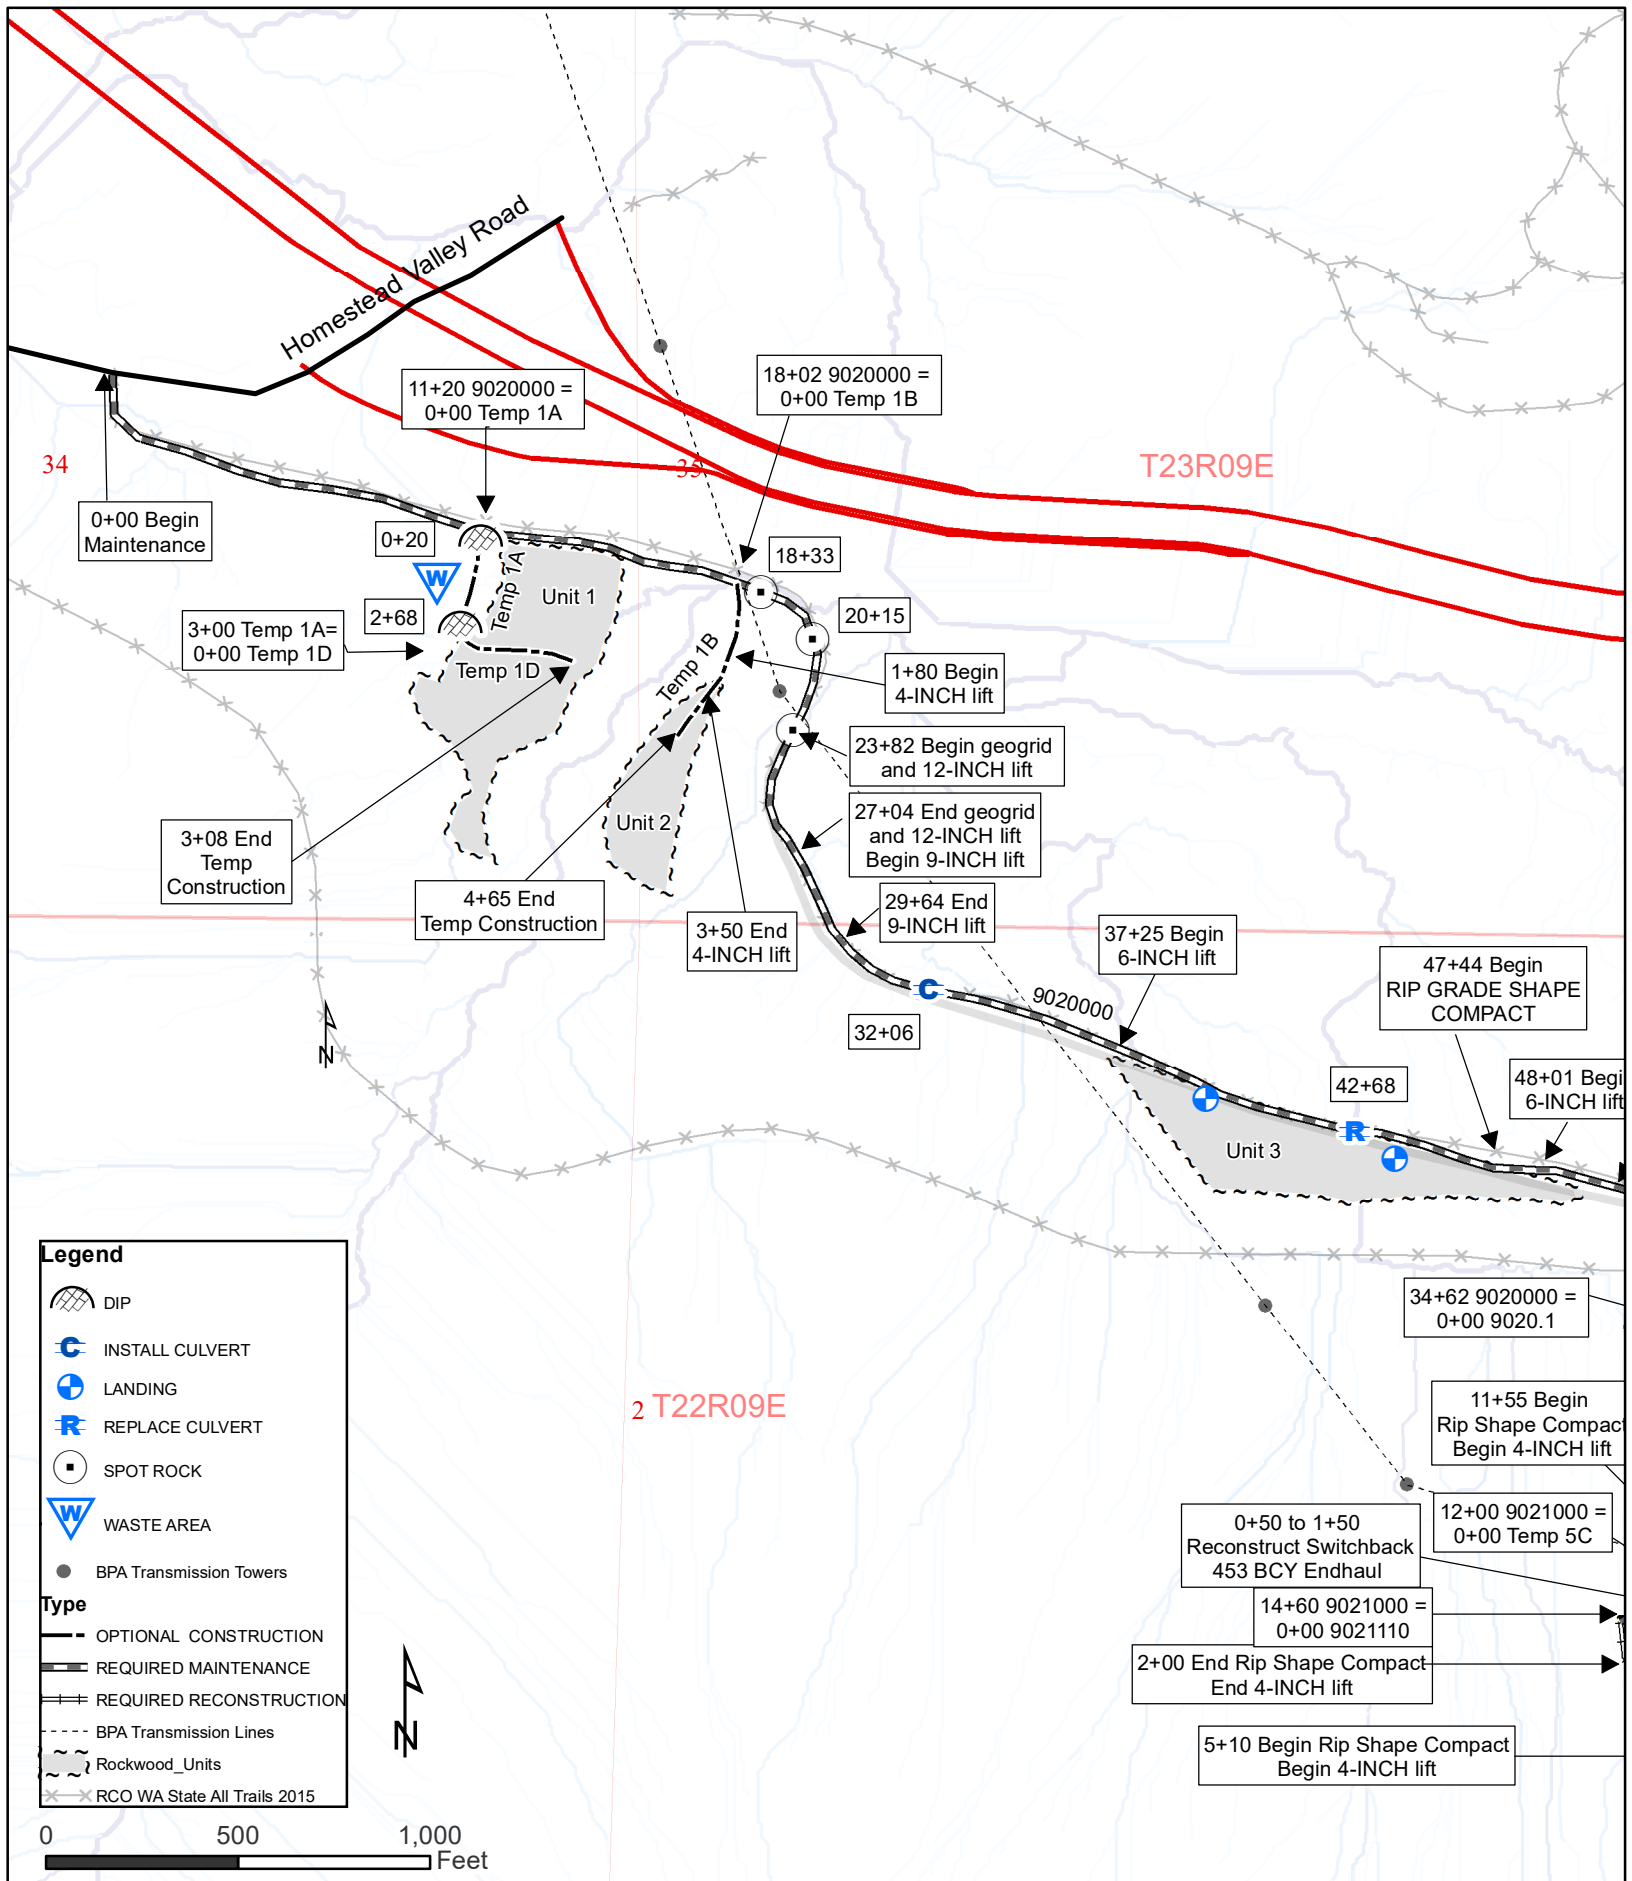 Homestead Valley Road
11+20 9020000 =
0+00 Temp 1A
18+02 9020000 =
0+00 Temp 1B
34
35
T23R09E
0+00 Begin
Maintenance
0+20
18+33
W
Temp 1A
Unit 1
2+68
20+15
3+00 Temp 1A=
0+00 Temp 1D
Temp 1D
Temp 1B
1+80 Begin
4-INCH lift
23+82 Begin geogrid
and 12-INCH lift
27+04 End geogrid
and 12-INCH lift
Begin 9-INCH lift
Unit 2
3+08 End
Temp
Construction
4+65 End
Temp Construction
3+50 End
4-INCH lift
29+64 End
9-INCH lift
37+25 Begin
6-INCH lift
47+44 Begin
RIP GRADE SHAPE
COMPACT
C
9020000
32+06
N
42+68
48+01 Begi
6-INCH lift
R
Unit 3
34+62 9020000 =
0+00 9020.1
2 T22R09E
11+55 Begin
Rip Shape Compact
Begin 4-INCH lift
12+00 9021000 =
0+00 Temp 5C
0+50 to 1+50
Reconstruct Switchback
453 BCY Endhaul
14+60 9021000 =
0+00 9021110
2+00 End Rip Shape Compact
End 4-INCH lift
5+10 Begin Rip Shape Compact
Begin 4-INCH lift
Legend
DIP
C INSTALL CULVERT
LANDING
R REPLACE CULVERT
SPOT ROCK
W WASTE AREA
BPA Transmission Towers
Type
OPTIONAL CONSTRUCTION
REQUIRED MAINTENANCE
REQUIRED RECONSTRUCTION
BPA Transmission Lines
Rockwood_Units
RCO WA State All Trails 2015
N
0 500 1,000
Feet